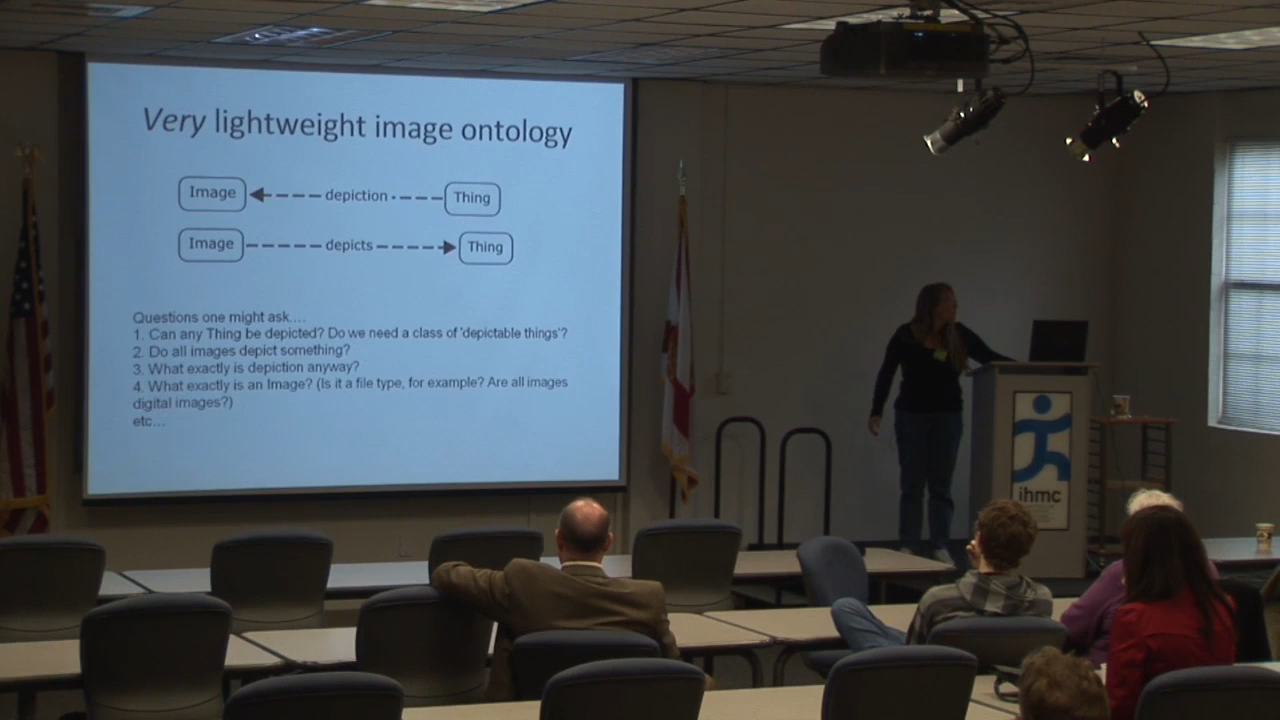 Very lightweight image ontology
Image depiction Thing
Image depicts Thing
Questions one might ask....
1. Can any Thing be depicted? Do we need a class of 'depictable things'?
2. Do all images depict something?
3. What exactly is depiction anyway?
4. What exactly is an Image? (Is it a file type, for example? Are all images
digital images?)
etc...
ihmc